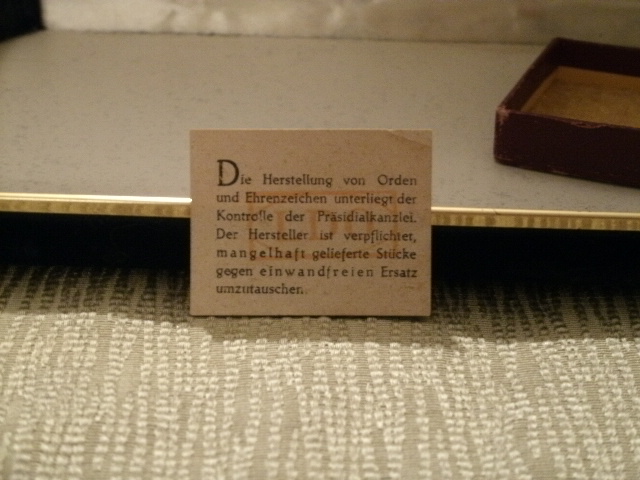 Die Herstellung von Orden
und Ehrenzeichen unterliegt der
Kontrolle der Präsidialkanzlei.
Der Hersteller ist verpflichtet,
mangelhaft gelieferte Stücke
gegen einwandfreien Ersatz
umzutauschen.